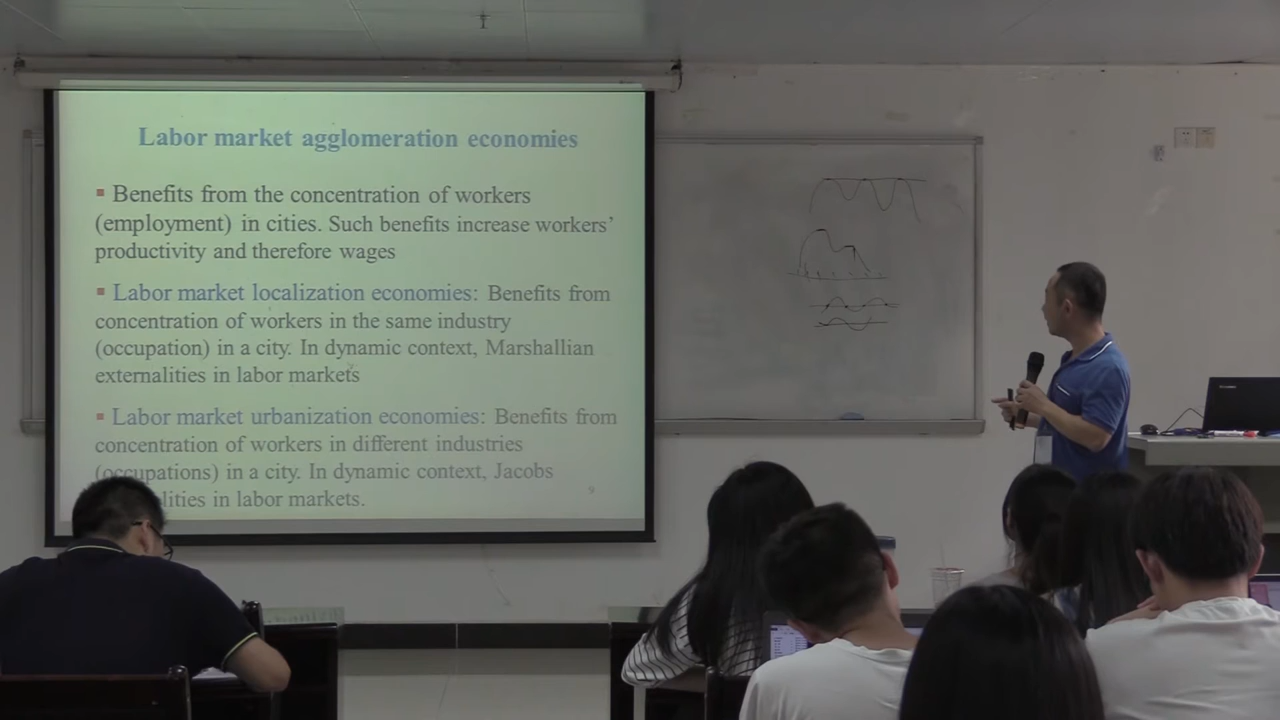 Labor market agglomeration economies
Benefits from the concentration of workers
(employment) in cities. Such benefits increase workers'
productivity and therefore wages
Labor market localization economies: Benefits from
concentration of workers in the same industry
(occupation) in a city. In dynamic context, Marshallian
externalities in labor markets
Labor market urbanization economies: Benefits from
concentration of workers in different industries
(occupations) in a city. In dynamic context, Jacobs
lities in labor markets.
9